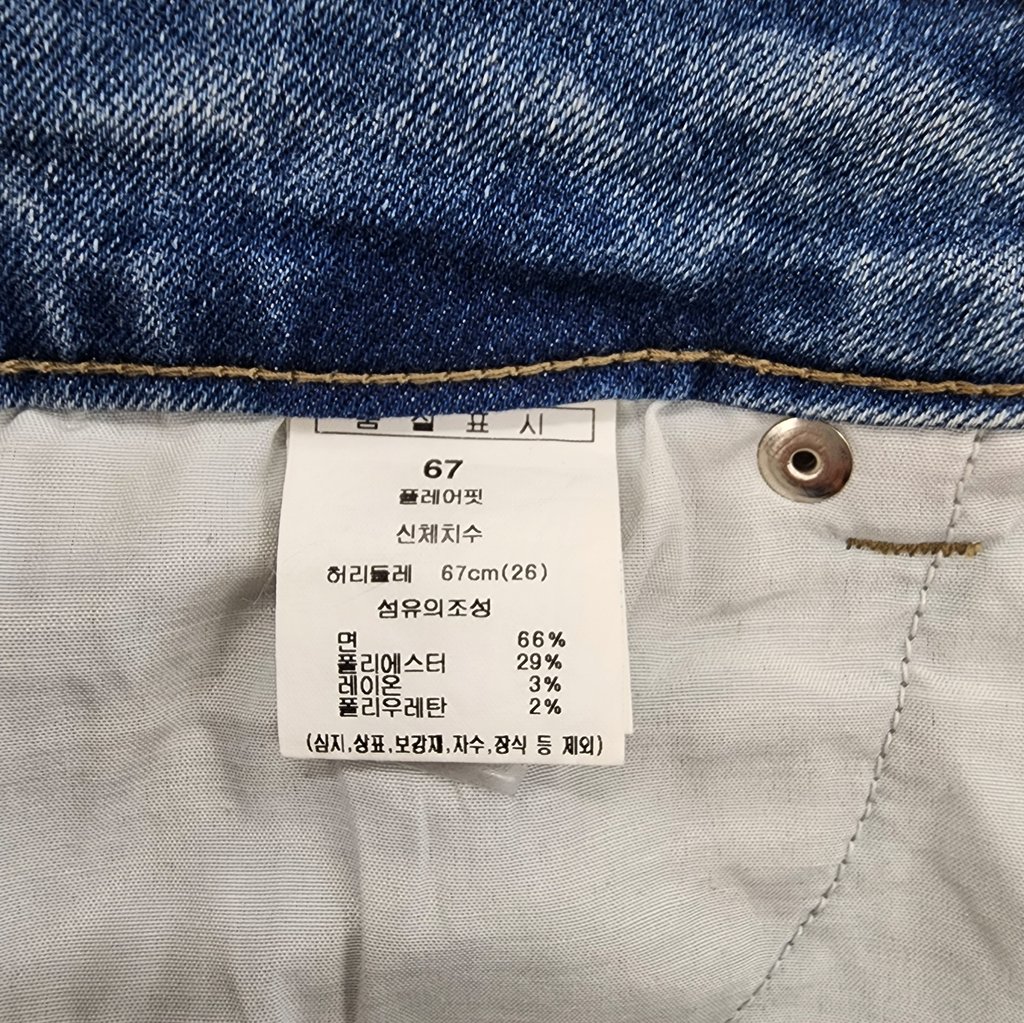 품 질 표 시
67
플레어핏
신체치수
허리둘레 67cm(26)
섬유의조성
면 66%
폴리에스터 29%
레이온 3%
폴리우레탄 2%
(심지,상표,보강재,자수,장식 등 제외)